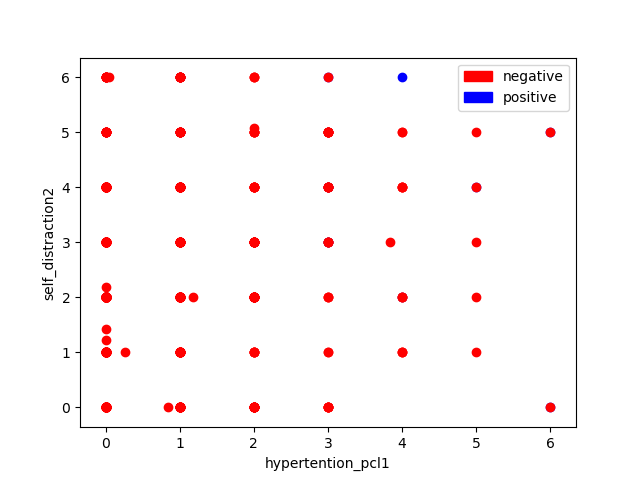 negative
positive
6
5
4
3
2
1
0
self_distraction2
0 1 2 3 4 5 6
hypertention_pcl1